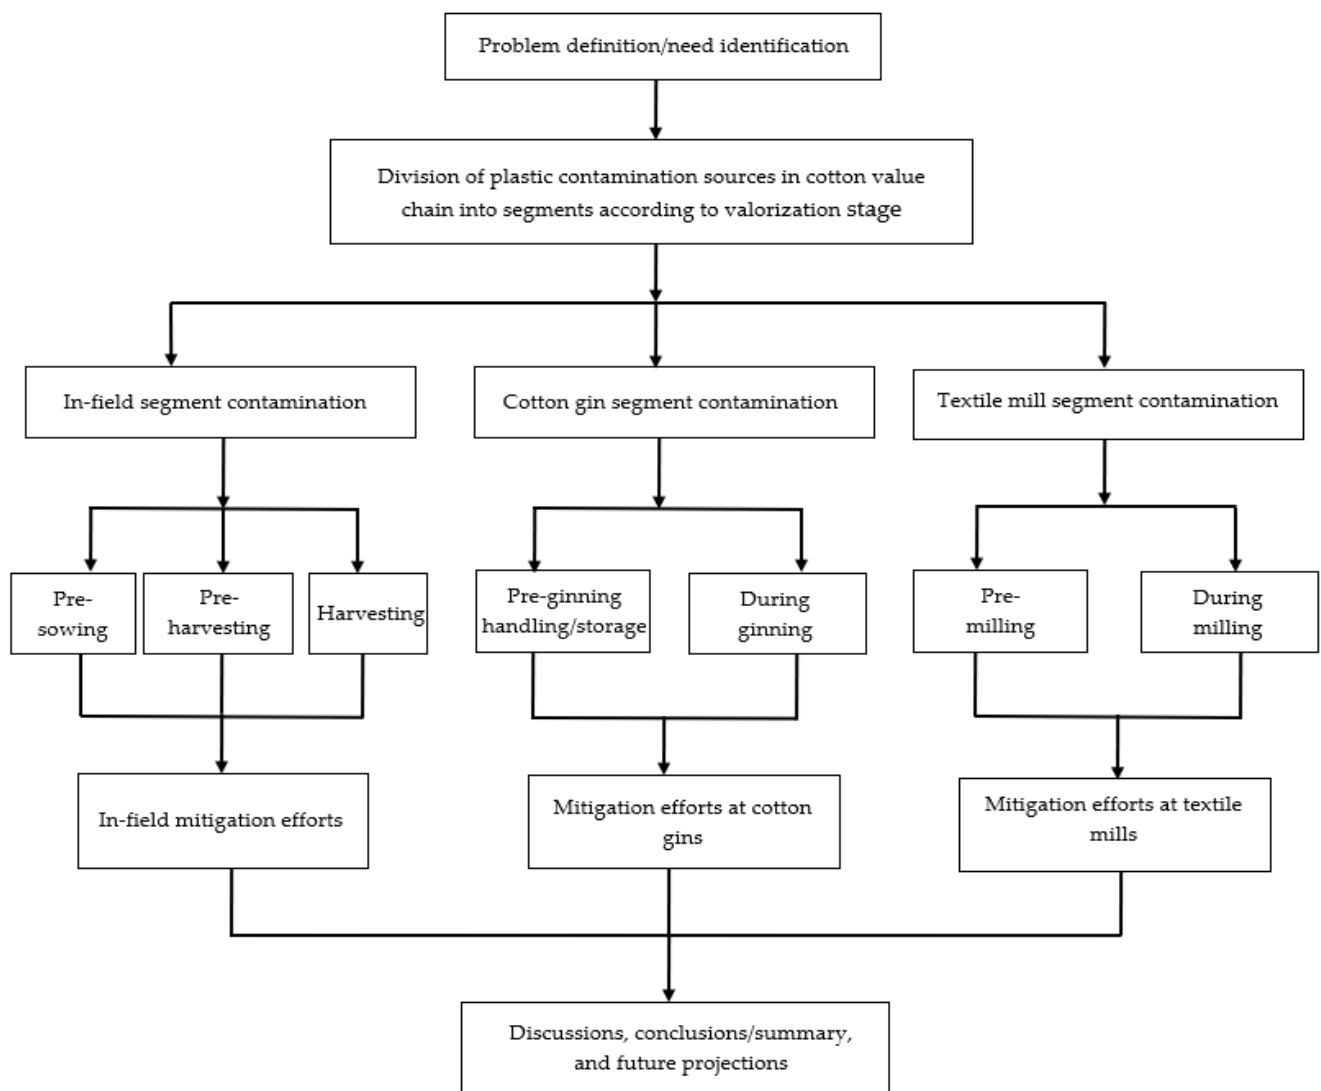 Problem definition/need identification
Division of plastic contamination sources in cotton value
chain into segments according to valorization stage
In-field segment contamination
Cotton gin segment contamination
Textile mill segment contamination
Pre-
sowing
Pre-
harvesting
Harvesting
Pre-ginning
handling/storage
During
ginning
Pre-
milling
During
milling
In-field mitigation efforts
Mitigation efforts at cotton
gins
Mitigation efforts at textile
mills
Discussions, conclusions/summary,
and future projections